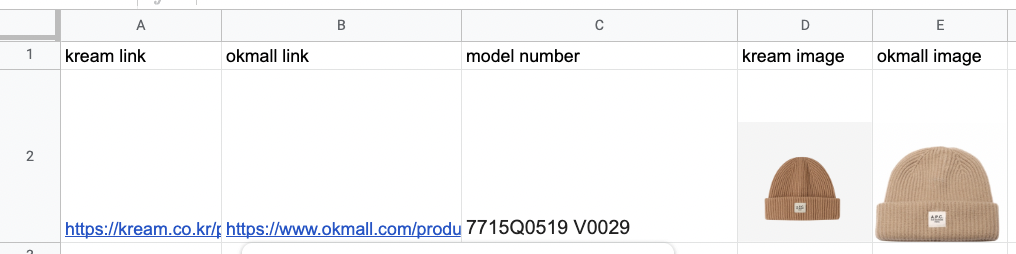 A B C D E
1 kream link okmall link model number kream image okmall image
2 https://kream.co.kr/p https://www.okmall.com/produ 7715Q0519 V0029
A.P.C.